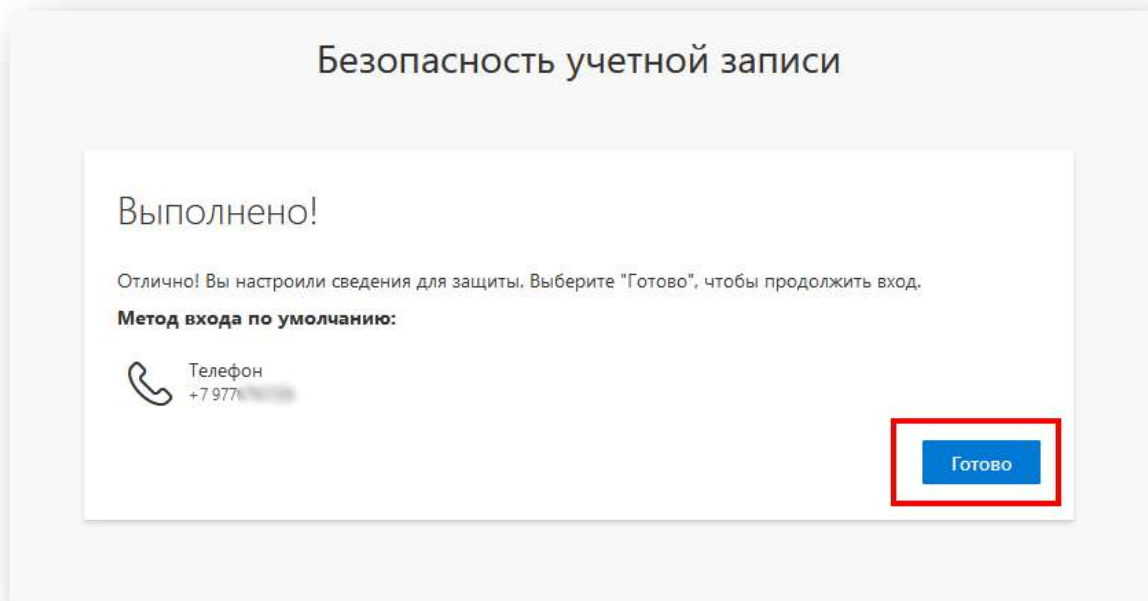 Безопасность учетной записи
Выполнено!
Отлично! Вы настроили сведения для защиты. Выберите "Готово", чтобы продолжить вход.
Метод входа по умолчанию:
Телефон
+7 977
Готово